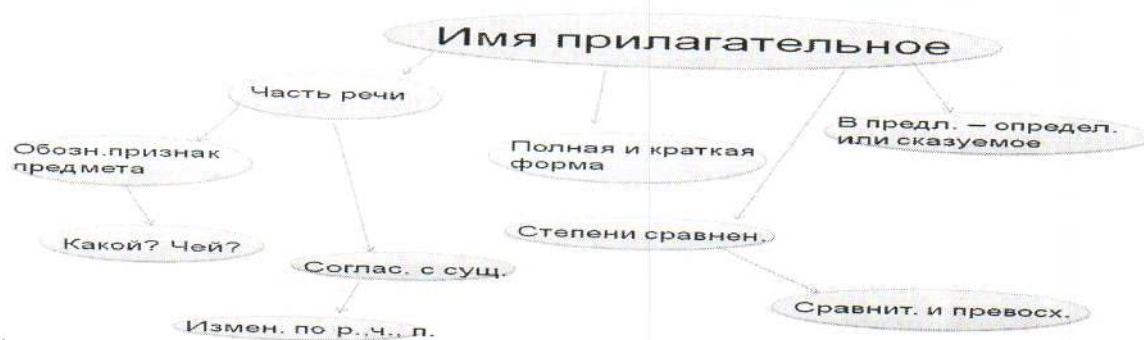 Имя прилагательное
Часть речи
В предл. – определ.
или сказуемое
Обозн.признак
предмета
Полная и краткая
форма
Какой? Чей?
Степени сравнен.
Соглас. с сущ.
Сравнит. и превосх.
Измен. по р.,ч., п.